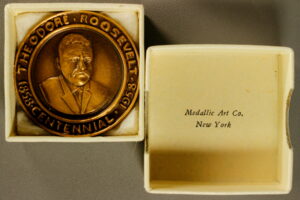 THEODORE · ROOSEVELT
1858 · CENTENNIAL · 1958
Medallic Art Co.
New York